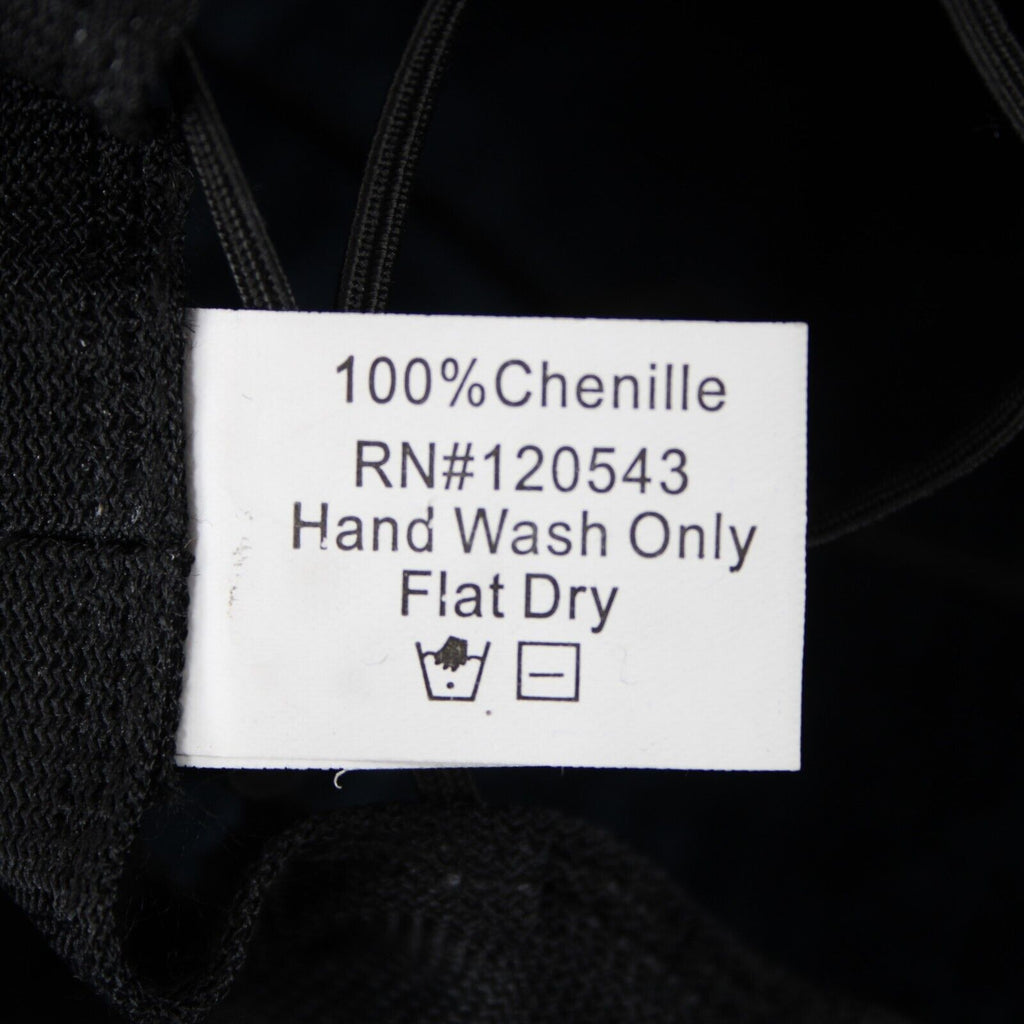 100%Chenille
RN#120543
Hand Wash Only
Flat Dry